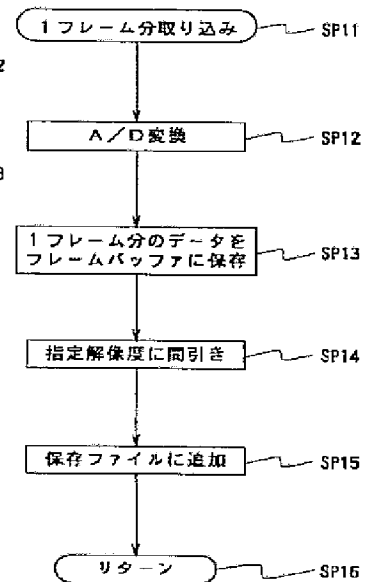 1フレーム分取り込み SP11
A/D変換 SP12
1フレーム分のデータを
フレームバッファに保存 SP13
指定解像度に間引き SP14
保存ファイルに追加 SP15
リターン SP16